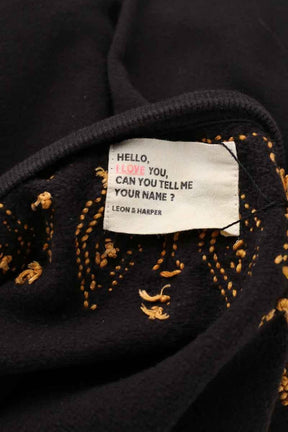 HELLO,
I LOVE YOU,
CAN YOU TELL ME
YOUR NAME ?
LEON & HARPER